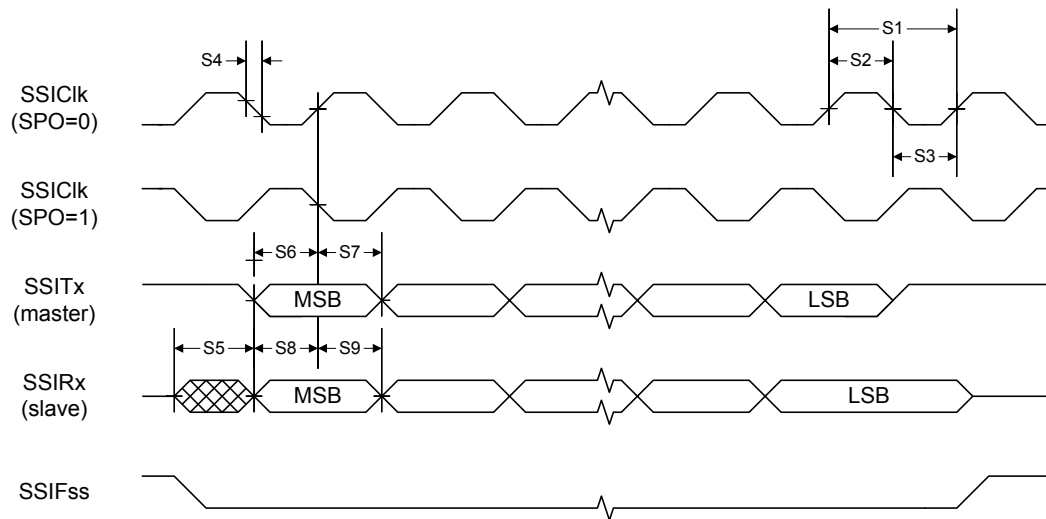 S1
S4
S2
SSIClk
(SPO=0)
S3
SSIClk
(SPO=1)
S6
S7
SSITx
(master)
MSB
LSB
S5
S8
S9
SSIRx
(slave)
MSB
LSB
SSIFss